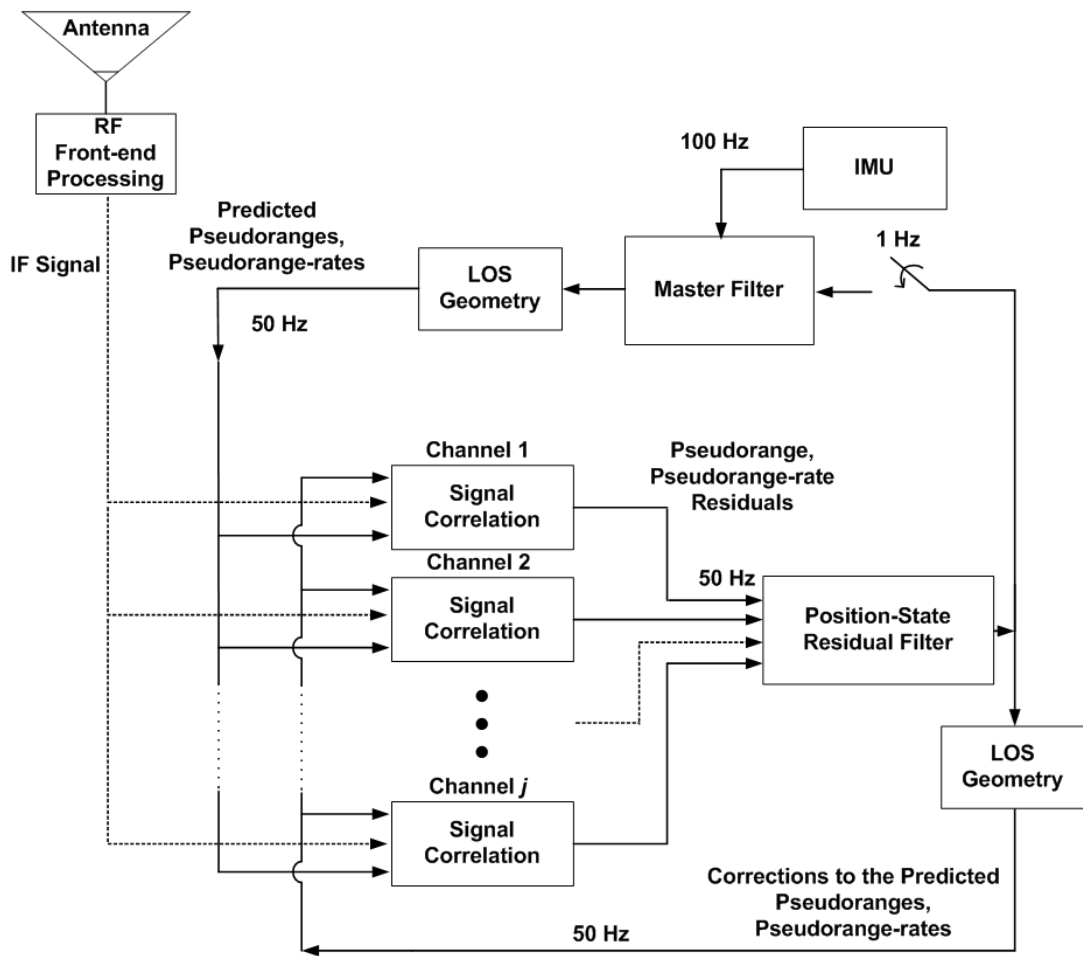 Antenna
RF
Front-end
Processing
IF Signal
100 Hz
IMU
1 Hz
Predicted
Pseudoranges,
Pseudorange-rates
LOS
Geometry
Master Filter
50 Hz
Channel 1
Signal
Correlation
Pseudorange,
Pseudorange-rate
Residuals
Channel 2
Signal
Correlation
50 Hz
Position-State
Residual Filter
Channel j
Signal
Correlation
LOS
Geometry
Corrections to the Predicted
Pseudoranges,
Pseudorange-rates
50 Hz